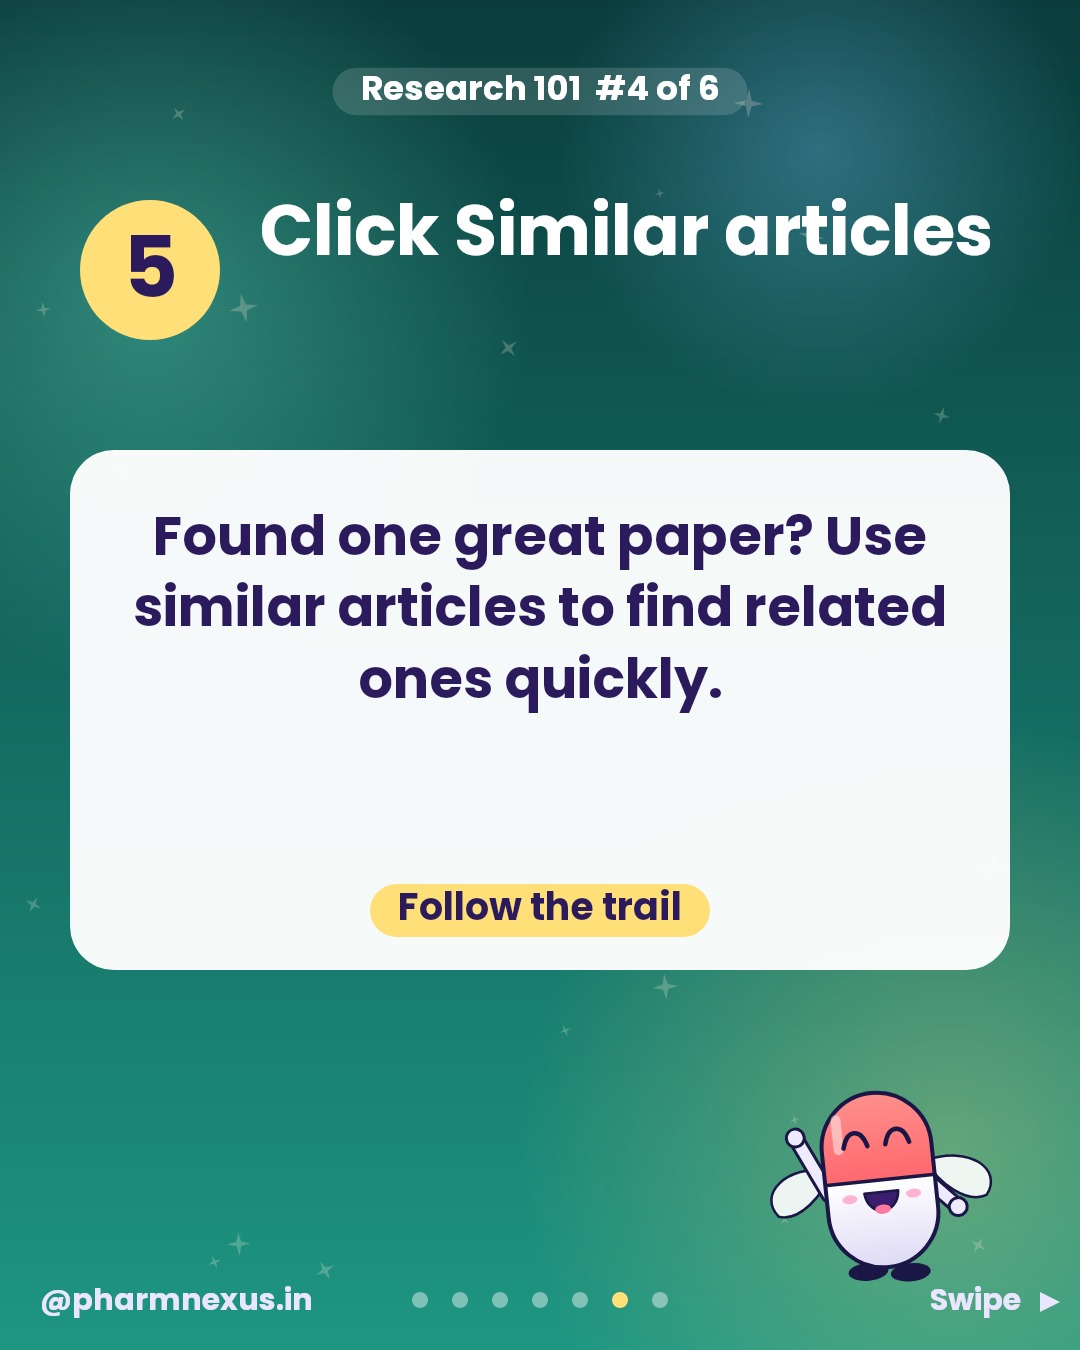 Research 101 #4 of 6
5
Click Similar articles
Found one great paper? Use
similar articles to find related
ones quickly.
Follow the trail
@pharmnexus.in
Swipe ▶